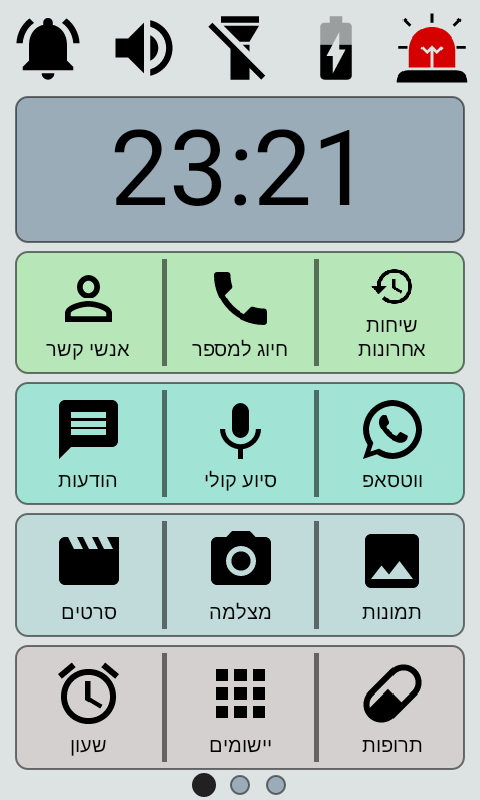 23:21
שיחות
אחרונות
חיוג למספר
אנשי קשר
ווטסאפ
סיוע קולי
הודעות
תמונות
מצלמה
סרטים
תרופות
יישומים
שעון